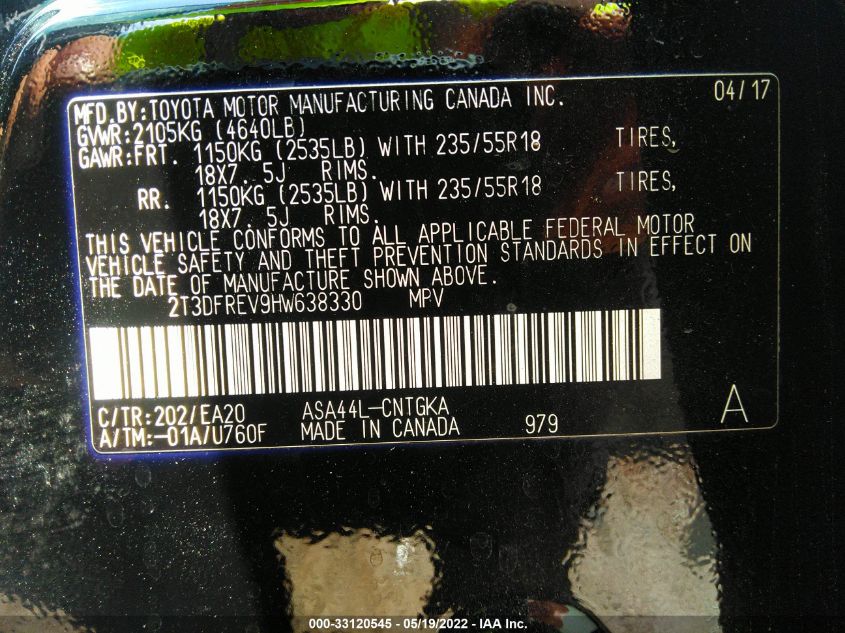 MFD.BY:TOYOTA MOTOR MANUFACTURING CANADA INC. 04/17
GVWR:2105KG (4640LB)
GAWR:FRT. 1150KG (2535LB) WITH 235/55R18 TIRES,
18X7. 5J RIMS.
RR. 1150KG (2535LB) WITH 235/55R18 TIRES,
18X7. 5J RIMS.
THIS VEHICLE CONFORMS TO ALL APPLICABLE FEDERAL MOTOR
VEHICLE SAFETY AND THEFT PREVENTION STANDARDS IN EFFECT ON
THE DATE OF MANUFACTURE SHOWN ABOVE.
2T3DFREV9HW638330 MPV
C/TR:202/EA20 ASA44L-CNTGKA
A/TM:-01A/U760F MADE IN CANADA 979 A
000-33120545 - 05/19/2022 - IAA Inc.